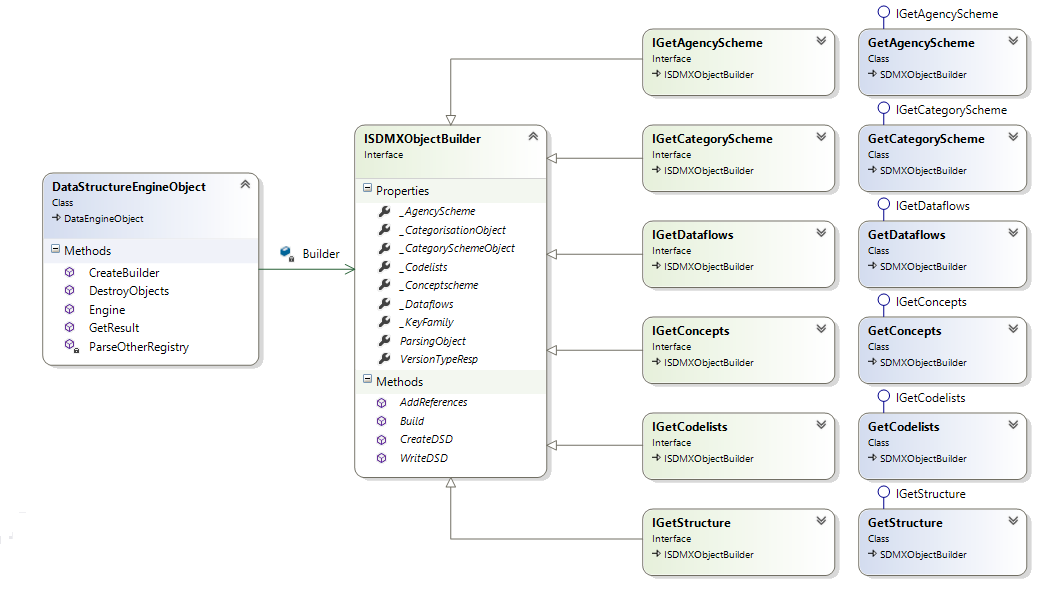 DataStructureEngineObject
Class
DataEngineObject
Methods
CreateBuilder
DestroyObjects
Engine
GetResult
ParseOtherRegistry
Builder
ISDMXObjectBuilder
Interface
Properties
_AgencyScheme
_CategorisationObject
_CategorySchemeObject
_Codelists
_Conceptscheme
_Dataflows
_KeyFamily
ParsingObject
VersionTypeResp
Methods
AddReferences
Build
CreateDSD
WriteDSD
IGetAgencyScheme
Interface
ISDMXObjectBuilder
IGetCategoryScheme
Interface
ISDMXObjectBuilder
IGetDataflows
Interface
ISDMXObjectBuilder
IGetConcepts
Interface
ISDMXObjectBuilder
IGetCodelists
Interface
ISDMXObjectBuilder
IGetStructure
Interface
ISDMXObjectBuilder
IGetAgencyScheme
GetAgencyScheme
Class
SDMXObjectBuilder
IGetCategoryScheme
GetCategoryScheme
Class
SDMXObjectBuilder
IGetDataflows
GetDataflows
Class
SDMXObjectBuilder
IGetConcepts
GetConcepts
Class
SDMXObjectBuilder
IGetCodelists
GetCodelists
Class
SDMXObjectBuilder
IGetStructure
GetStructure
Class
SDMXObjectBuilder